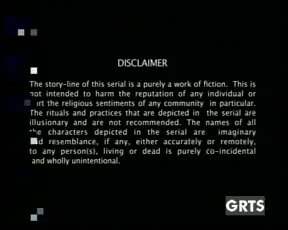 DISCLAIMER
The story-line of this serial is a purely a work of fiction. This is
not intended to harm the reputation of any individual or
hurt the religious sentiments of any community in particular.
The rituals and practices that are depicted in the serial are
illusionary and are not recommended. The names of all
the characters depicted in the serial are imaginary
and resemblance, if any, either accurately or remotely,
to any person(s), living or dead is purely co-incidental
and wholly unintentional.
GRTS